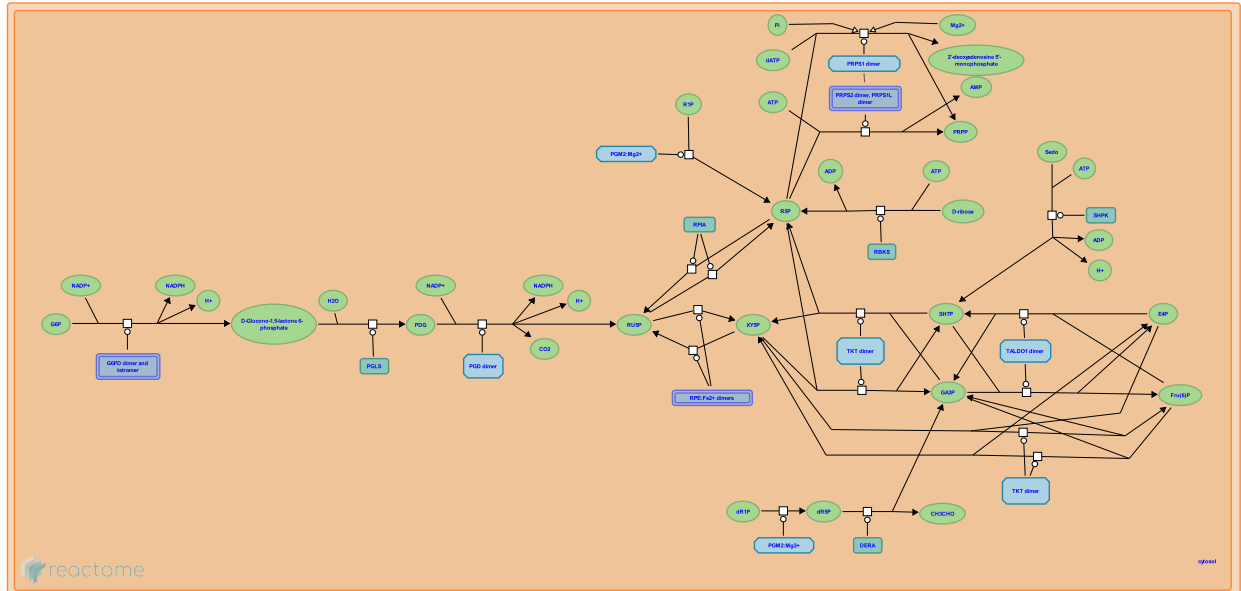 Pi
Mg2+
dATP
PRPS1 dimer
2'-deoxyadenosine 5'-
monophosphate
PRPS2 dimer, PRPS1L
dimer
AMP
R1P
ATP
PRPP
PGM2:Mg2+
Sedo
ATP
ADP
ATP
R5P
D-ribose
SHPK
RPIA
RBKS
ADP
H+
NADP+
NADPH
H+
H2O
NADP+
NADPH
H+
G6P
D-Glucono-1,5-lactone 6-
phosphate
PDG
RU5P
XY5P
SH7P
E4P
CO2
TKT dimer
TALDO1 dimer
G6PD dimer and
tetramer
PGLS
PGD dimer
RPE:Fe2+ dimers
GA3P
Fru(6)P
TKT dimer
dR1P
dR5P
CH3CHO
PGM2:Mg2+
DERA
cytosol
reactome